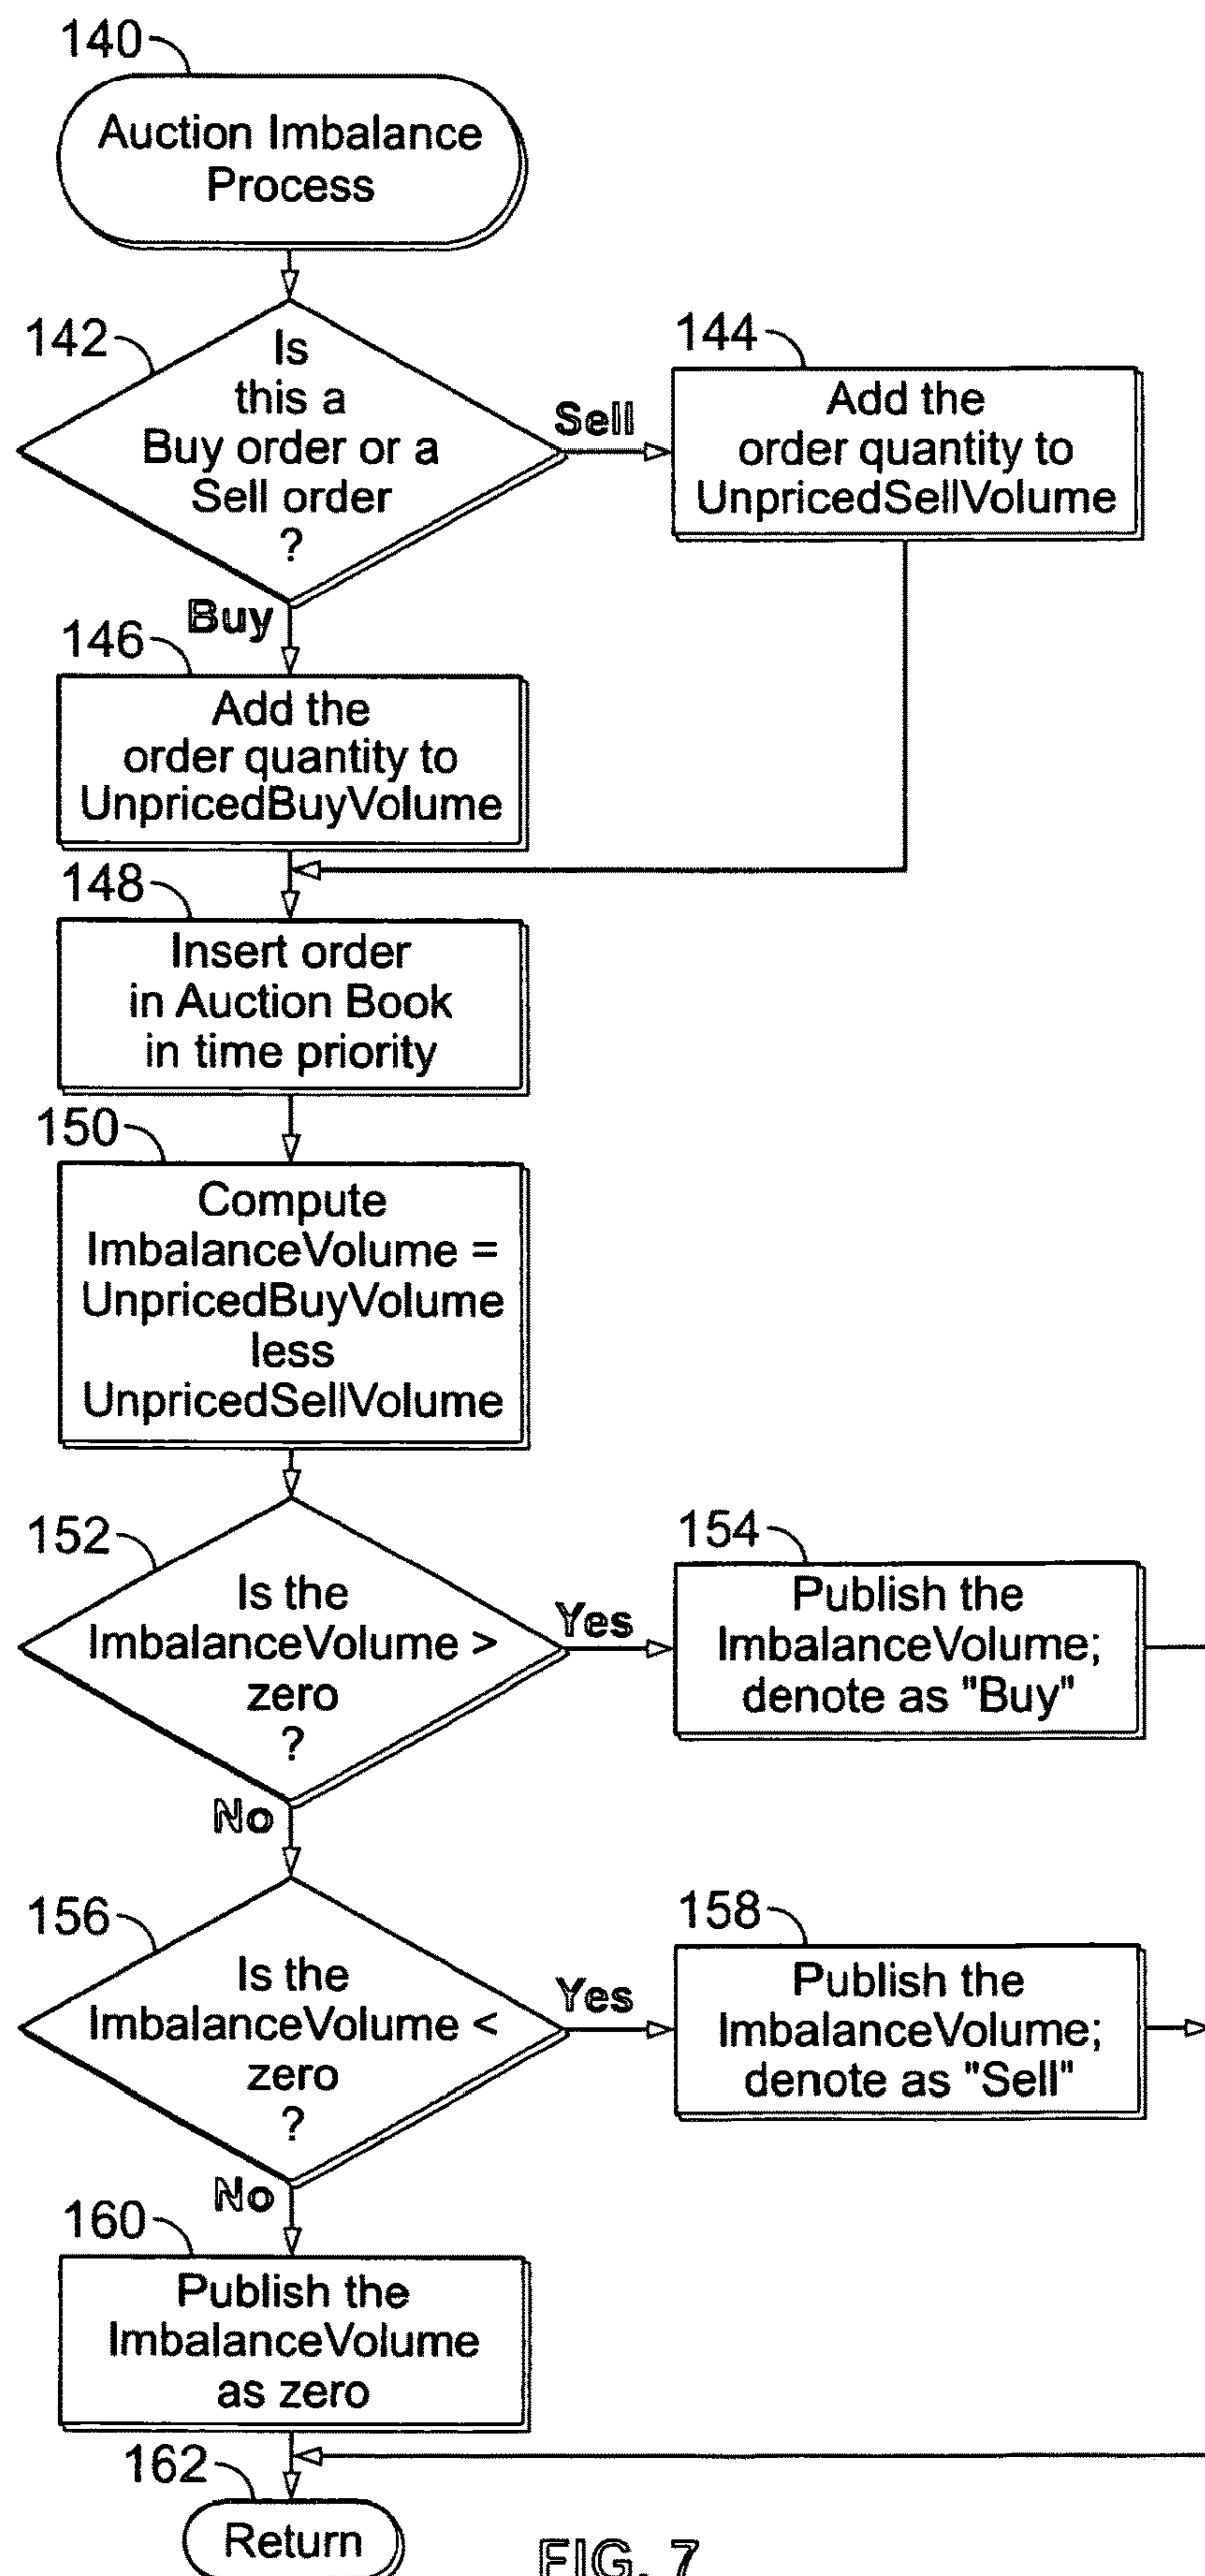 140
Auction Imbalance
Process
142
Is
this a
Buy order or a
Sell order
?
Sell
144
Add the
order quantity to
UnpricedSellVolume
Buy
146
Add the
order quantity to
UnpricedBuyVolume
148
Insert order
in Auction Book
in time priority
150
Compute
ImbalanceVolume =
UnpricedBuyVolume
less
UnpricedSellVolume
152
Is the
ImbalanceVolume >
zero
?
Yes
154
Publish the
ImbalanceVolume;
denote as "Buy"
No
156
Is the
ImbalanceVolume <
zero
?
Yes
158
Publish the
ImbalanceVolume;
denote as "Sell"
No
160
Publish the
ImbalanceVolume
as zero
162
Return
FIG. 7